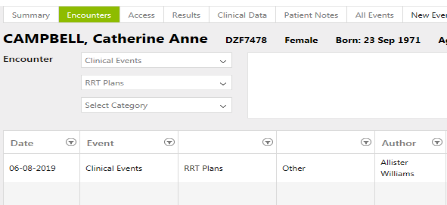 Summary Encounters Access Results Clinical Data Patient Notes All Events New Even
CAMPBELL, Catherine Anne DZF7478 Female Born: 23 Sep 1971 Ag
Encounter Clinical Events
RRT Plans
Select Category
Date Event Author
06-08-2019 Clinical Events RRT Plans Other Allister
Williams